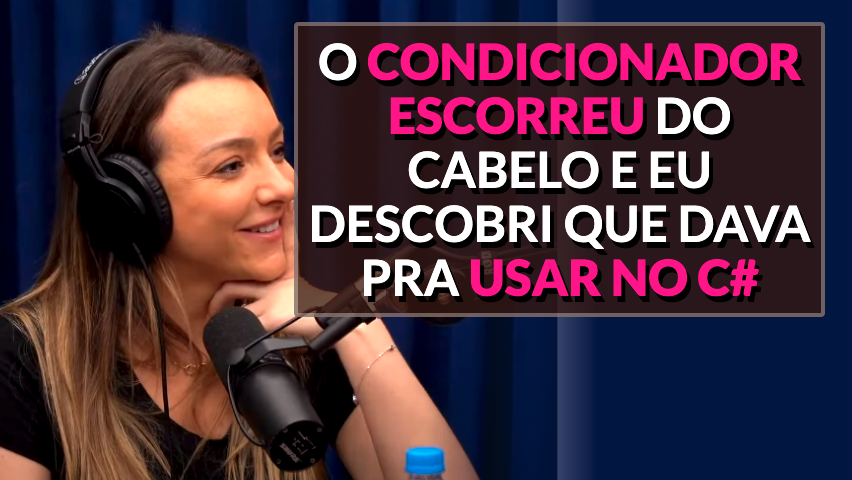 O CONDICIONADOR
ESCORREU DO
CABELO E EU
DESCOBRI QUE DAVA
PRA USAR NO C#